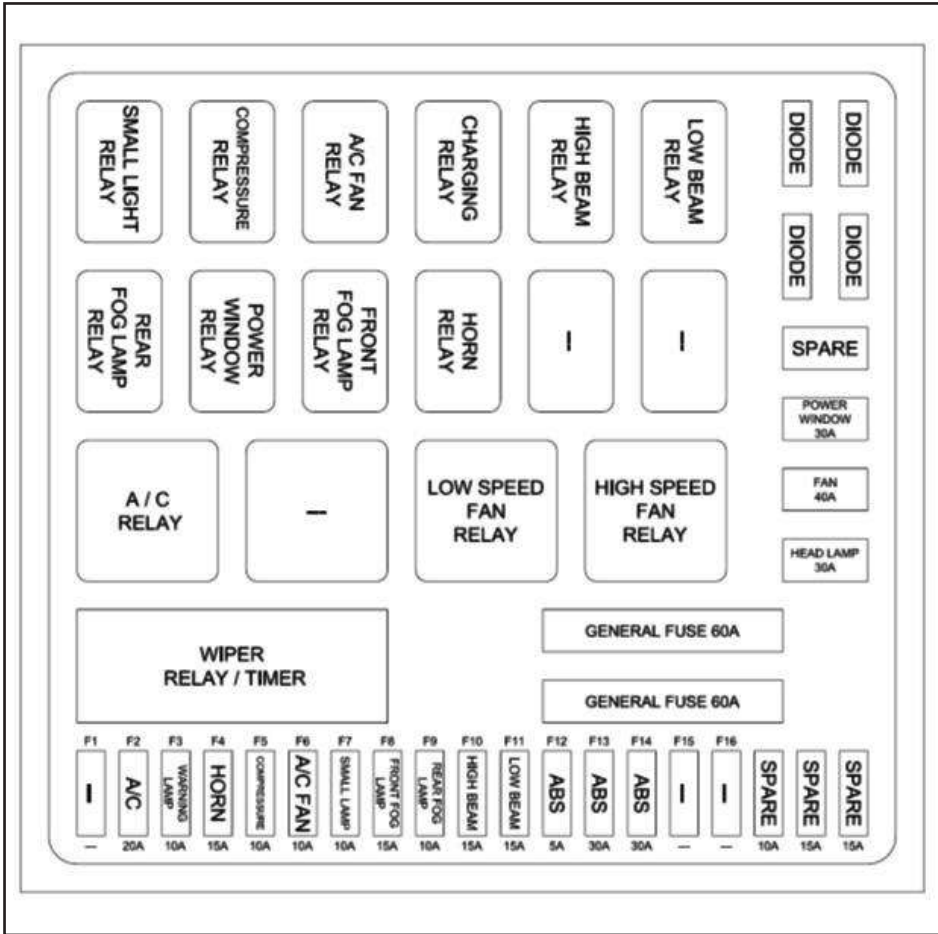 SMALL LIGHT
RELAY
COMPRESSURE
RELAY
A/C FAN
RELAY
CHARGING
RELAY
HIGH BEAM
RELAY
LOW BEAM
RELAY
DIODE
DIODE
REAR
FOG LAMP
RELAY
POWER
WINDOW
RELAY
FRONT
FOG LAMP
RELAY
HORN
RELAY
–
–
DIODE
DIODE
SPARE
POWER
WINDOW
30A
A / C
RELAY
–
LOW SPEED
FAN
RELAY
HIGH SPEED
FAN
RELAY
FAN
40A
HEAD LAMP
30A
WIPER
RELAY / TIMER
GENERAL FUSE 60A
GENERAL FUSE 60A
F1 F2 F3 F4 F5 F6 F7 F8 F9 F10 F11 F12 F13 F14 F15 F16
–
A/C
WARNING
LAMP
HORN
COMPRESSURE
A/C FAN
SMALL LAMP
FRONT FOG
LAMP
REAR FOG
LAMP
HIGH BEAM
LOW BEAM
ABS
ABS
ABS
–
–
SPARE
SPARE
SPARE
-- 20A 10A 15A 10A 10A 10A 15A 10A 15A 15A 5A 30A 30A -- -- 10A 15A 15A